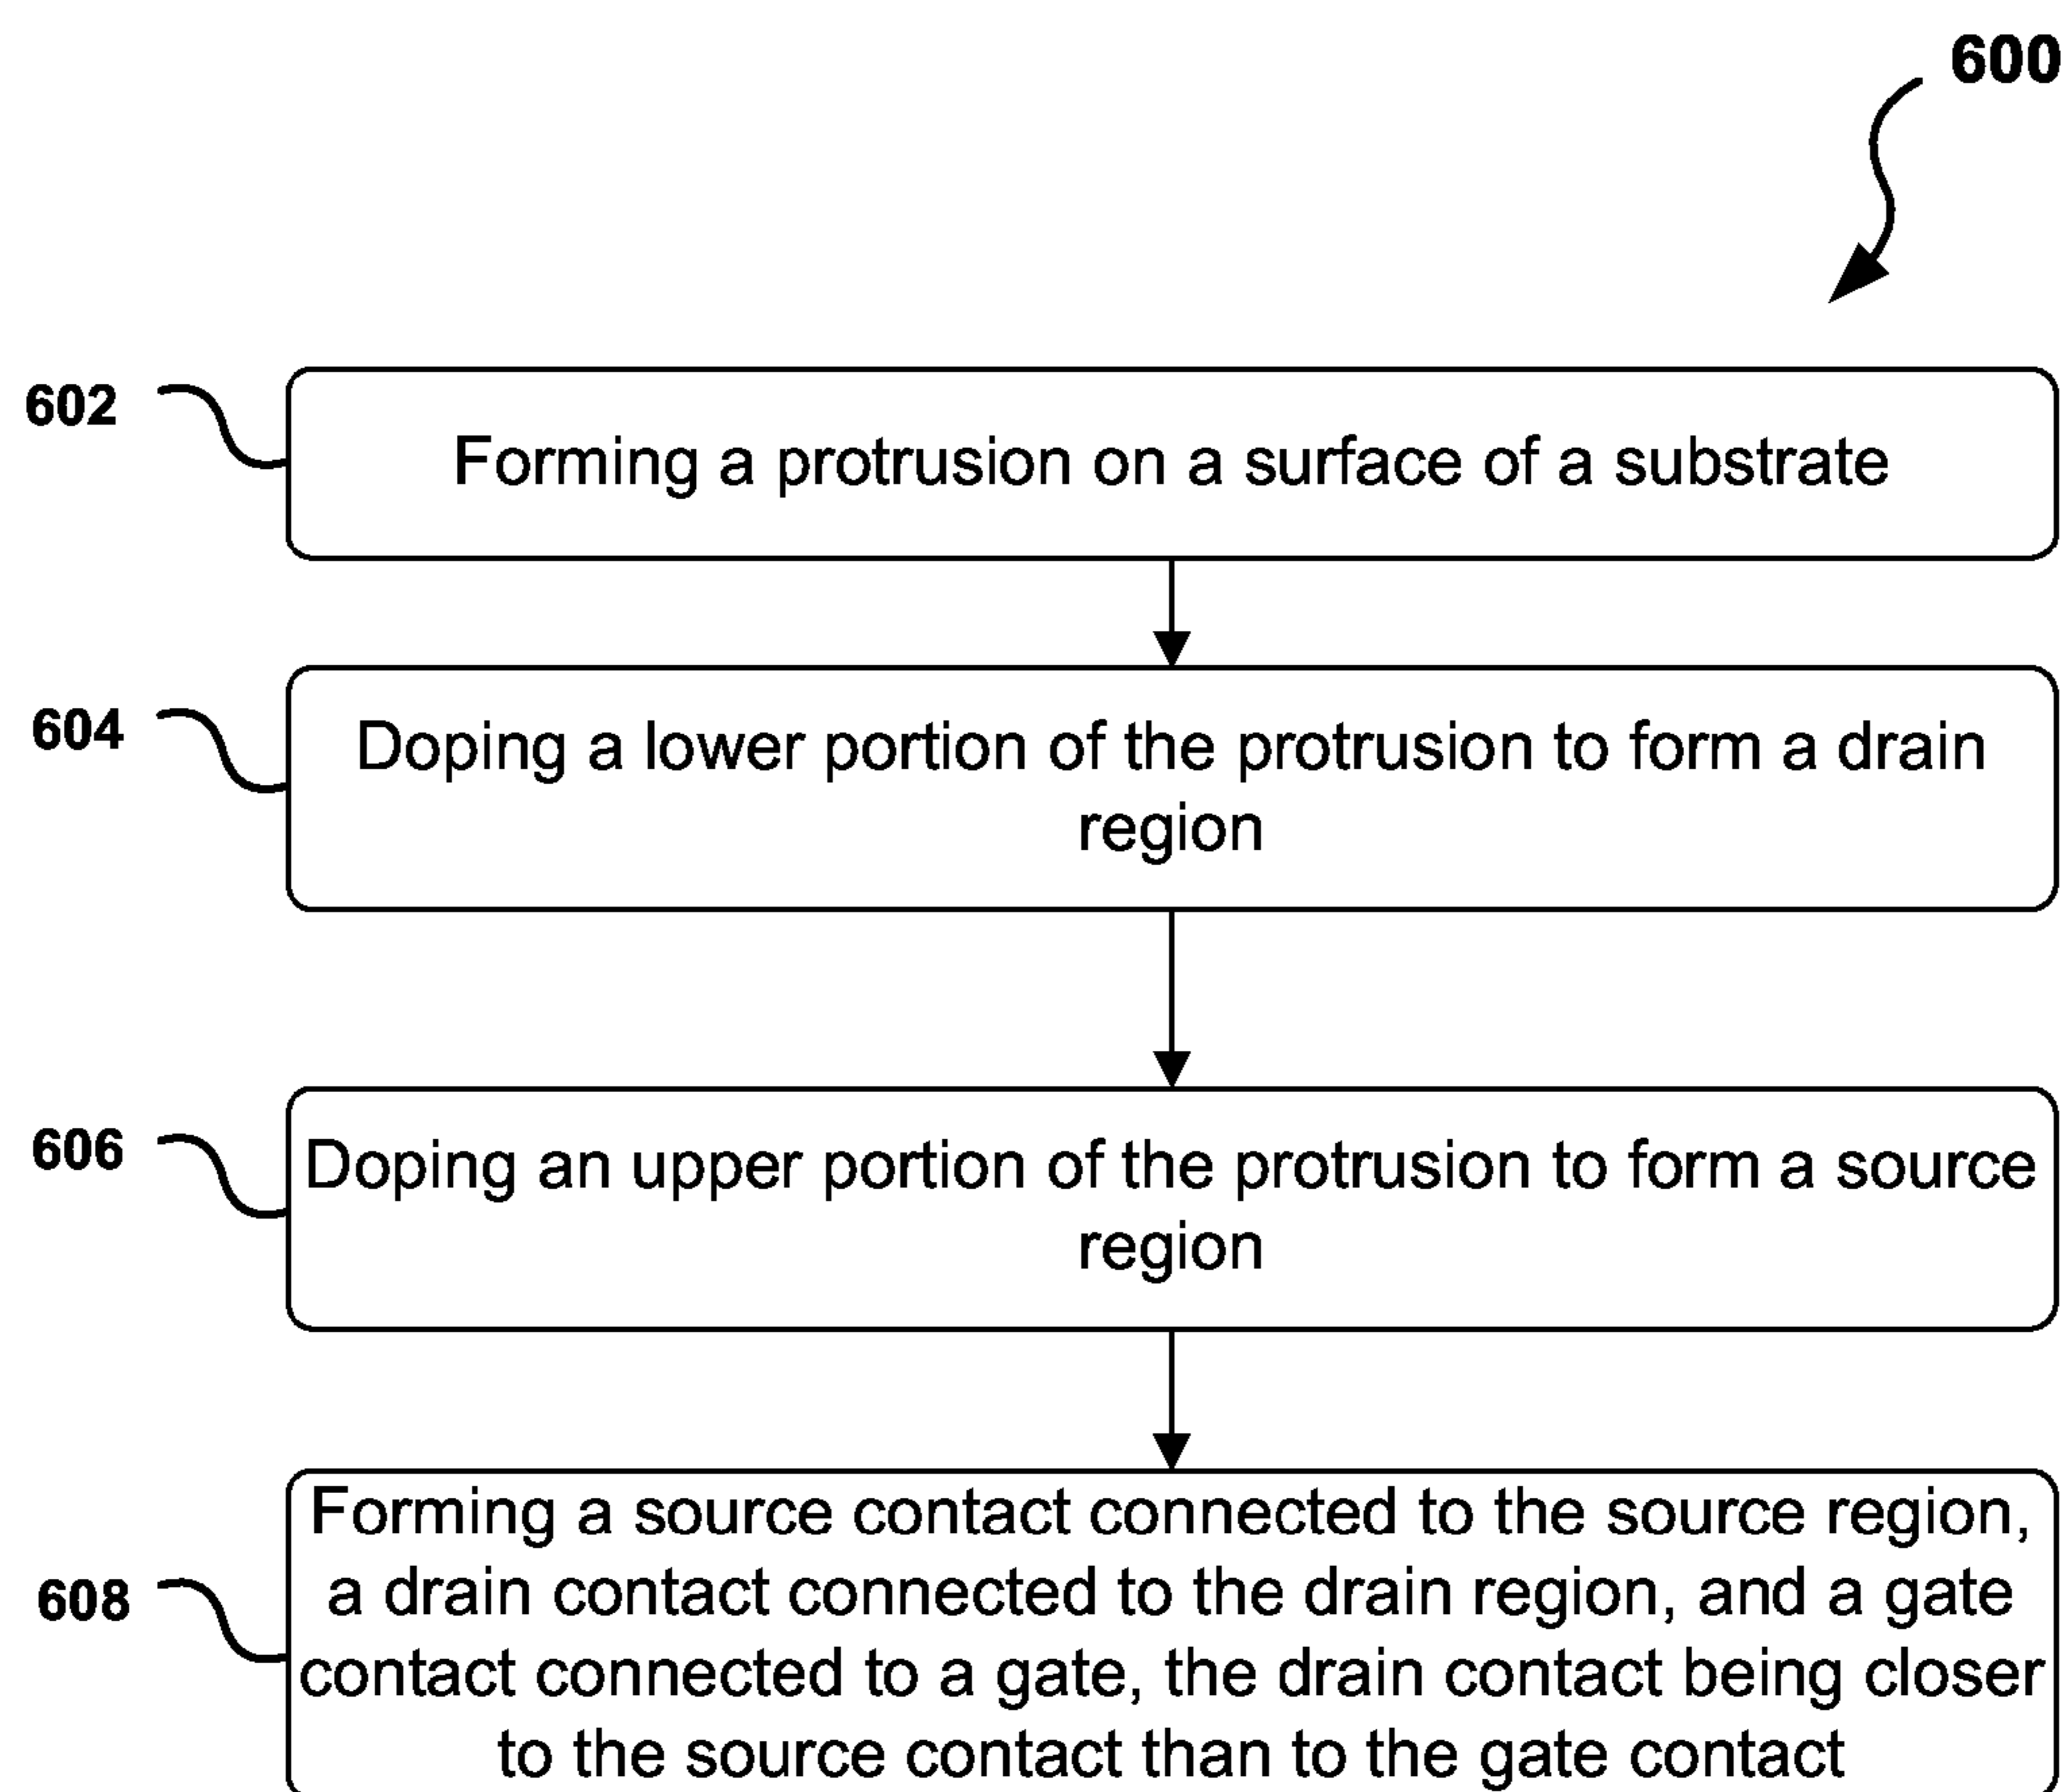 600
602
Forming a protrusion on a surface of a substrate
604
Doping a lower portion of the protrusion to form a drain
region
606
Doping an upper portion of the protrusion to form a source
region
608
Forming a source contact connected to the source region,
a drain contact connected to the drain region, and a gate
contact connected to a gate, the drain contact being closer
to the source contact than to the gate contact